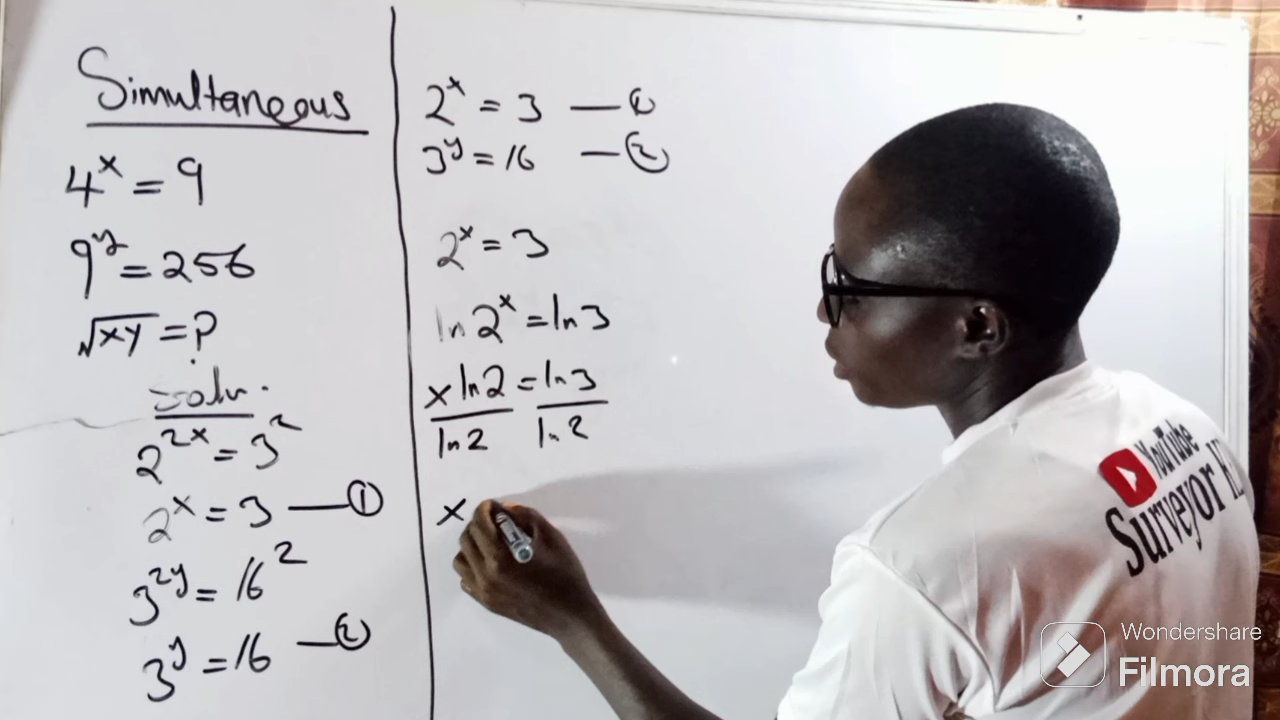 Simultaneous
4^x = 9
9^y = 256
√xy = ?
Soln.
2^2x = 3^2
2^x = 3 — ①
3^2y = 16^2
3^y = 16 — ②
2^x = 3 — ①
3^y = 16 — ②
2^x = 3
ln 2^x = ln 3
x ln 2 = ln 3
ln 2 ln 2
x
YouTube
Surveyor
Wondershare
Filmora